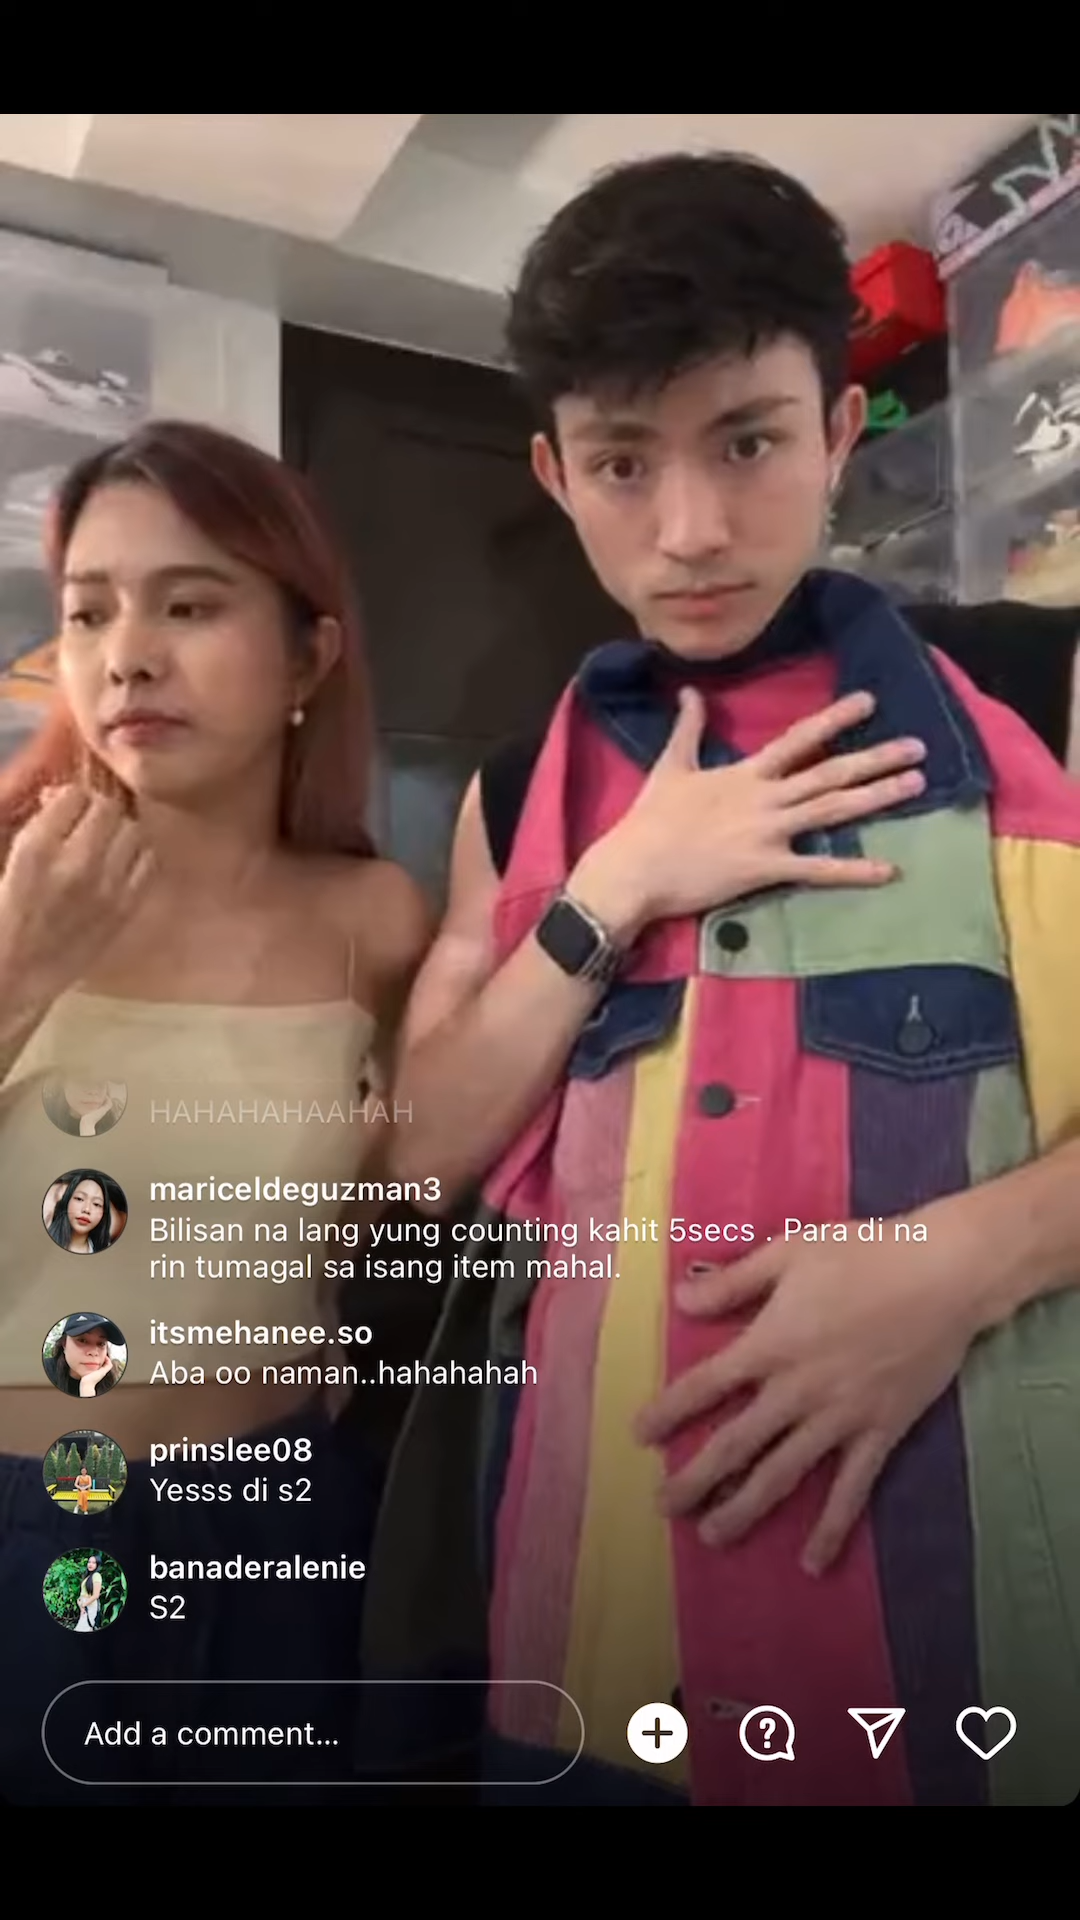 HAHAHAHAAHAH
mariceldeguzman3
Bilisan na lang yung counting kahit 5secs . Para di na
rin tumagal sa isang item mahal.
itsmehanee.so
Aba oo naman..hahahahah
prinslee08
Yesss di s2
banaderalenie
S2
Add a comment...